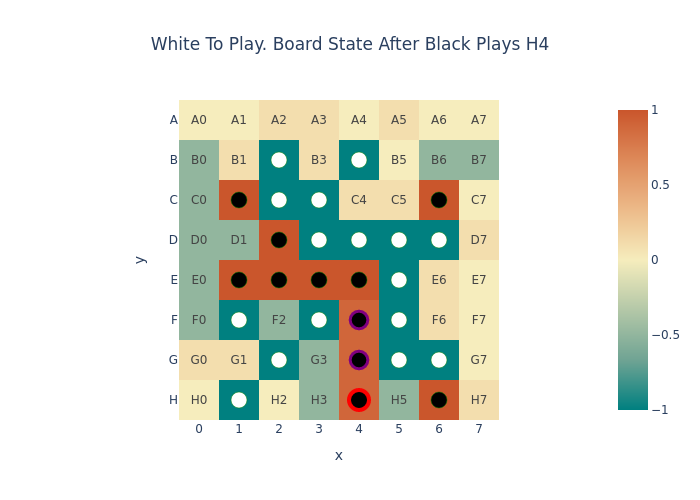 White To Play. Board State After Black Plays H4
A A0 A1 A2 A3 A4 A5 A6 A7 1
B B0 B1 B3 B5 B6 B7
C C0 C4 C5 C7 0.5
D D0 D1 D7
y E E0 E6 E7 0
F F0 F2 F6 F7 −0.5
G G0 G1 G3 G7
H H0 H2 H3 H5 H7 −1
0 1 2 3 4 5 6 7
x